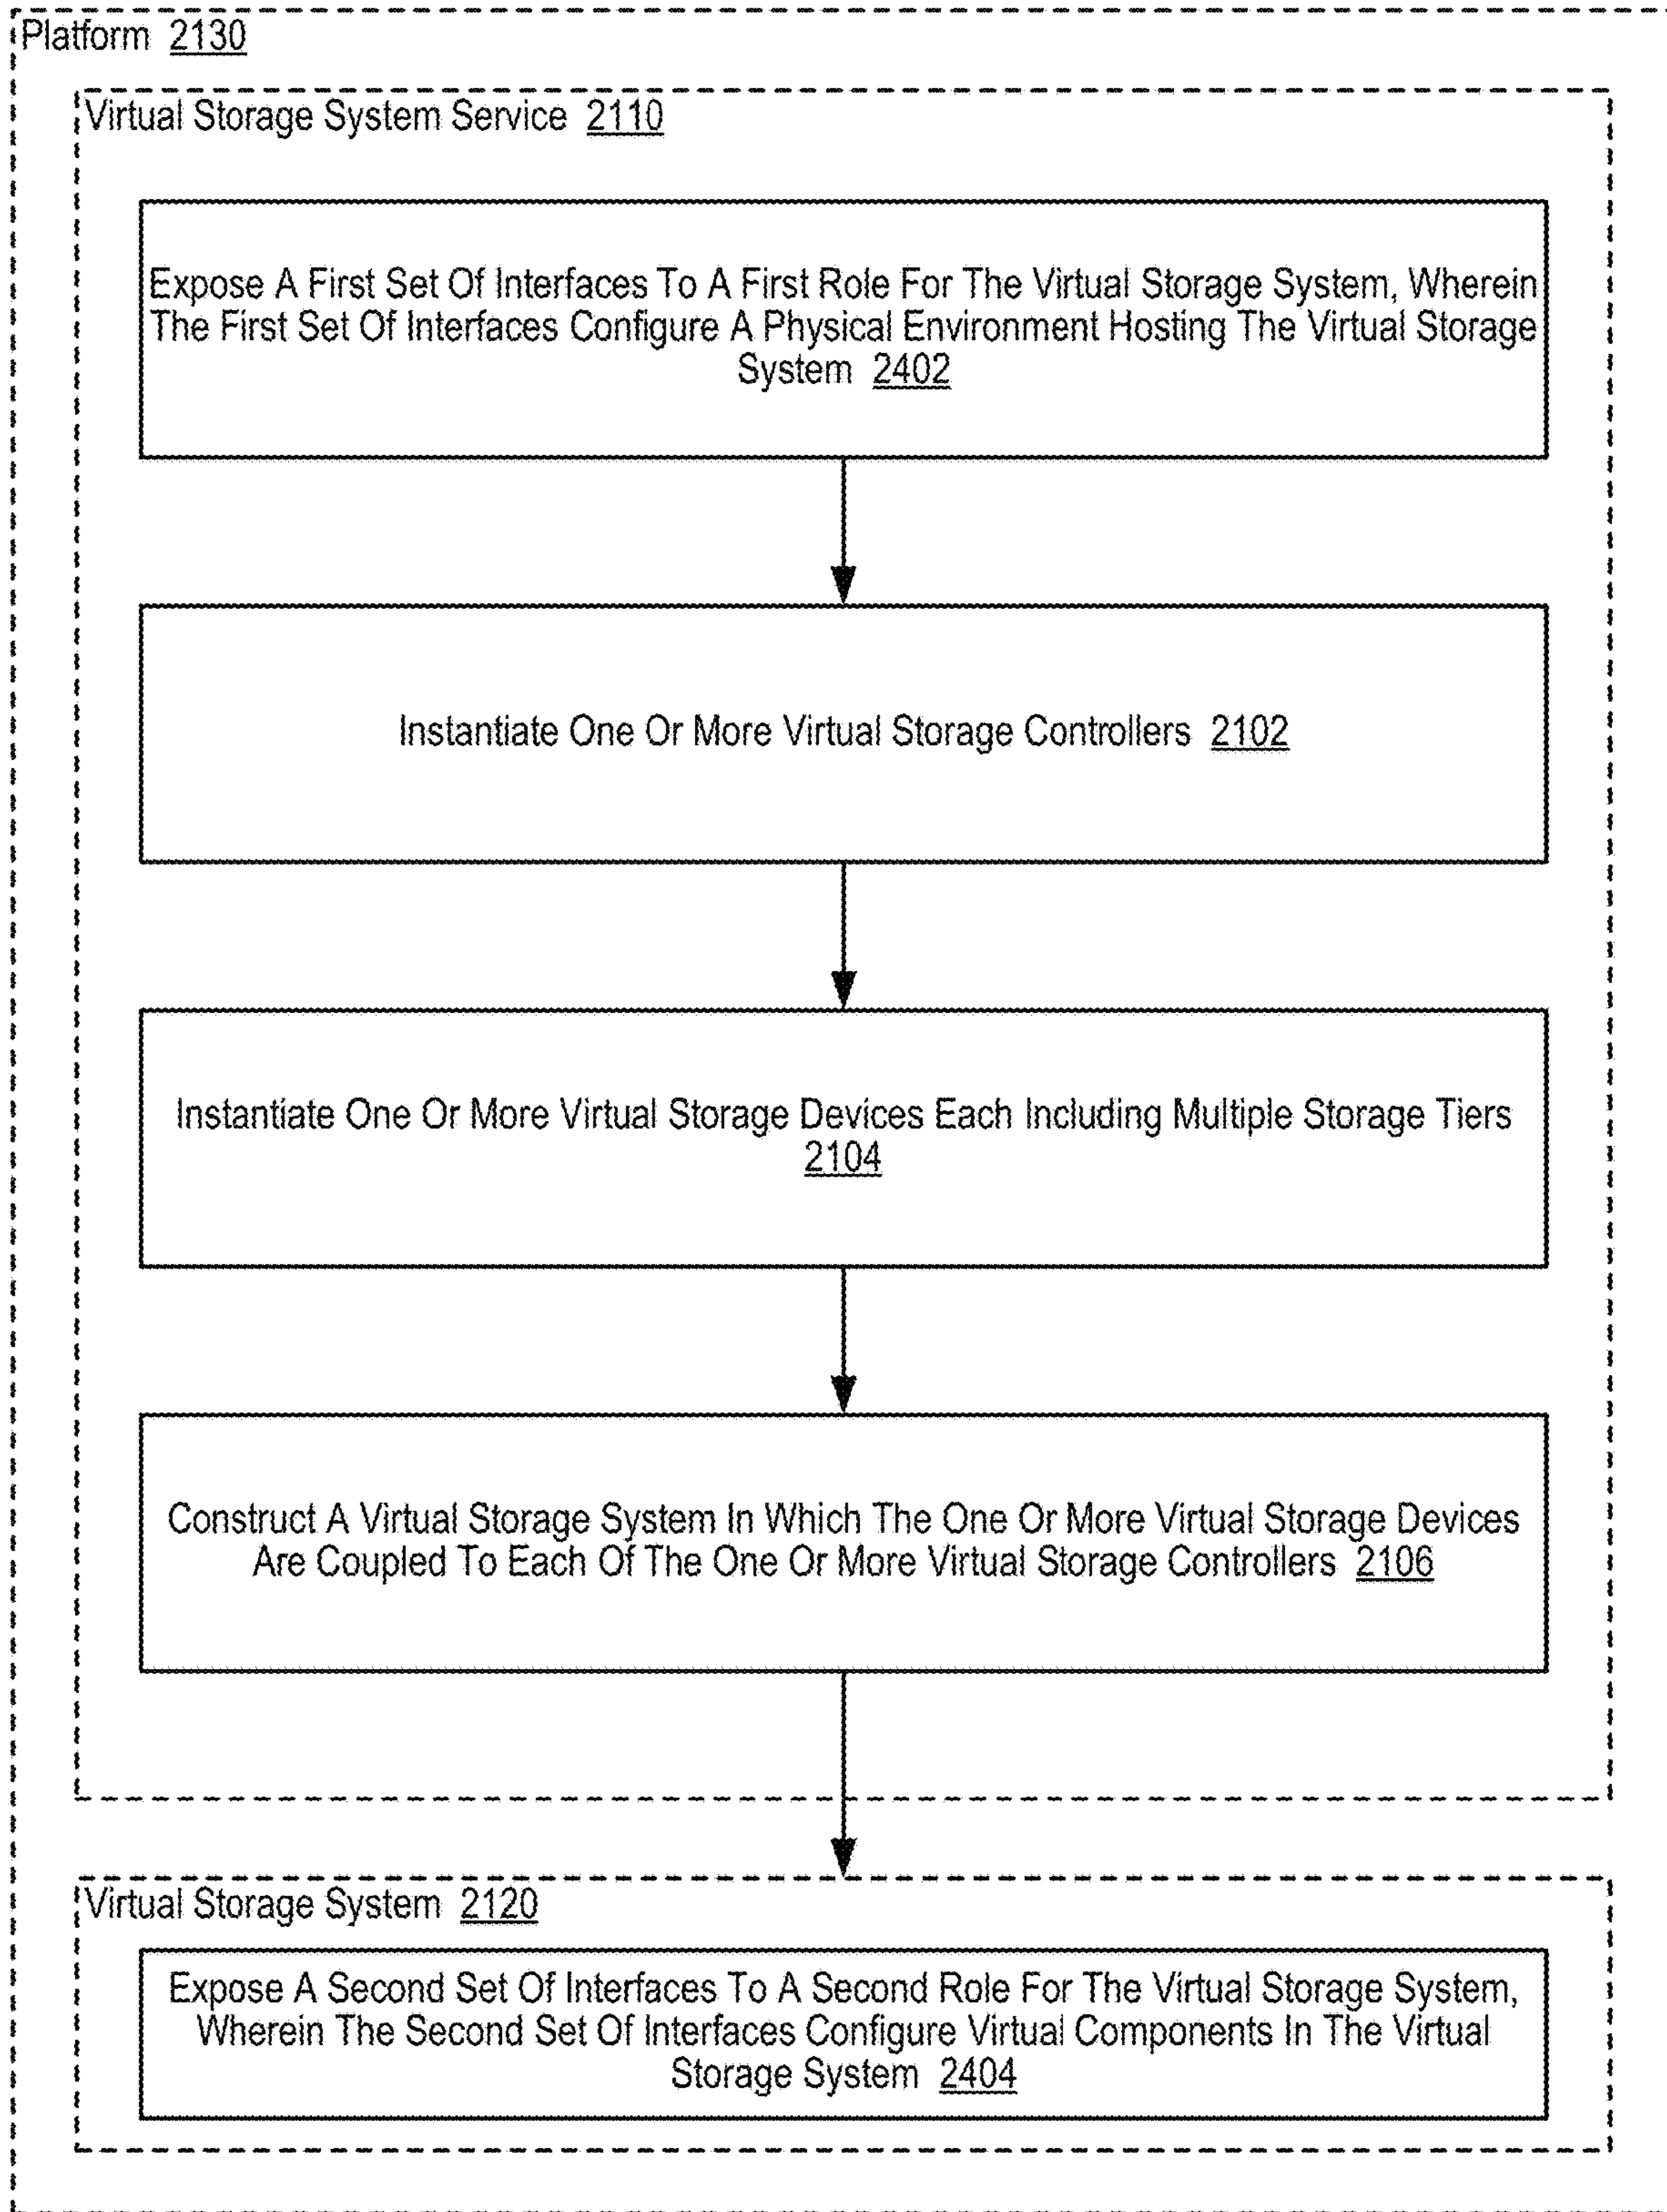 Platform 2130
Virtual Storage System Service 2110
Expose A First Set Of Interfaces To A First Role For The Virtual Storage System, Wherein
The First Set Of Interfaces Configure A Physical Environment Hosting The Virtual Storage
System 2402
Instantiate One Or More Virtual Storage Controllers 2102
Instantiate One Or More Virtual Storage Devices Each Including Multiple Storage Tiers
2104
Construct A Virtual Storage System In Which The One Or More Virtual Storage Devices
Are Coupled To Each Of The One Or More Virtual Storage Controllers 2106
Virtual Storage System 2120
Expose A Second Set Of Interfaces To A Second Role For The Virtual Storage System,
Wherein The Second Set Of Interfaces Configure Virtual Components In The Virtual
Storage System 2404